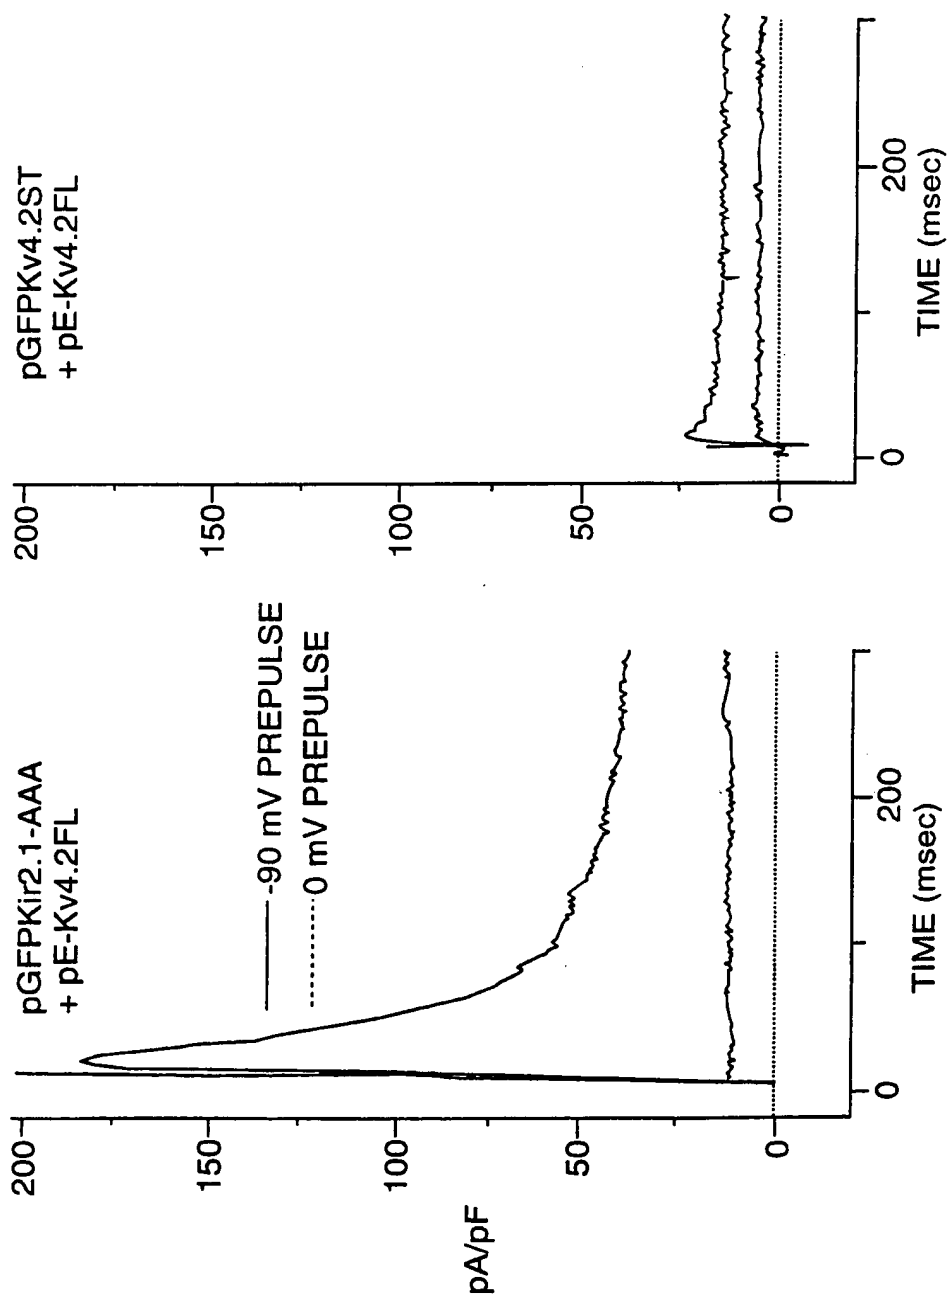 pGFPKir2.1-AAA
+ pE-Kv4.2FL
-90 mV PREPULSE
0 mV PREPULSE
pA/pF
200
150
100
50
0
0
200
TIME (msec)
pGFPKv4.2ST
+ pE-Kv4.2FL
200
150
100
50
0
0
200
TIME (msec)